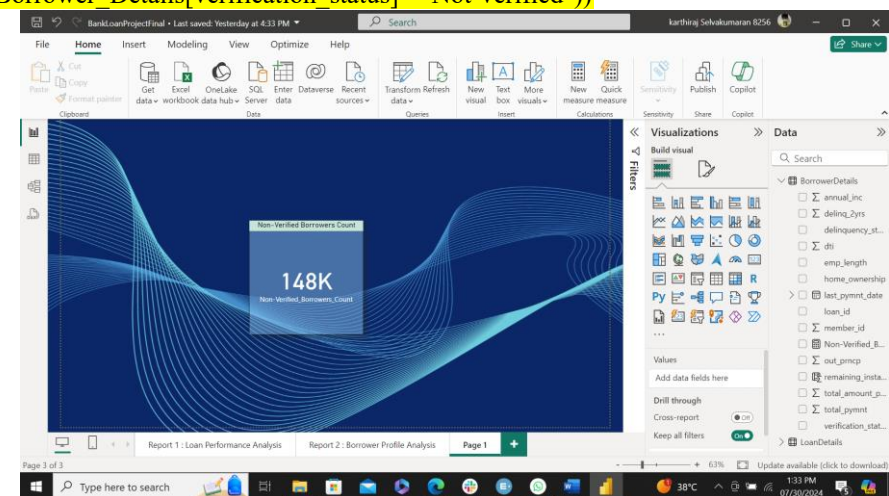 Borrower_Details[verification_status] = "Not Verified"))
BankLoanProjectFinal • Last saved: Yesterday at 4:33 PM
Search
karthiraj Selvakumaran 8256
File Home Insert Modeling View Optimize Help
Share
Paste
Cut
Copy
Format painter
Get data
Excel workbook
OneLake data hub
SQL Server
Enter data
Dataverse
Recent sources
Transform data
Refresh
New visual
Text box
More visuals
New measure
Quick measure
Sensitivity
Publish
Copilot
Clipboard Data Queries Insert Calculations Sensitivity Share Copilot
Non-Verified Borrowers Count
148K
Non-Verified_Borrowers_Count
Filters
Visualizations
Build visual
R
Py
...
Values
Add data fields here
Drill through
Cross-report
Off
Keep all filters
On
Data
Search
BorrowerDetails
annual_inc
delinq_2yrs
delinquency_st...
dti
emp_length
home_ownership
last_pymnt_date
loan_id
member_id
Non-Verified_B...
out_prncp
remaining_insta...
total_amount_p...
total_pymnt
verification_stat...
LoanDetails
Report 1 : Loan Performance Analysis
Report 2 : Borrower Profile Analysis
Page 1
Page 3 of 3
63%
Update available (click to download)
Type here to search
38°C
1:33 PM
07/30/2024